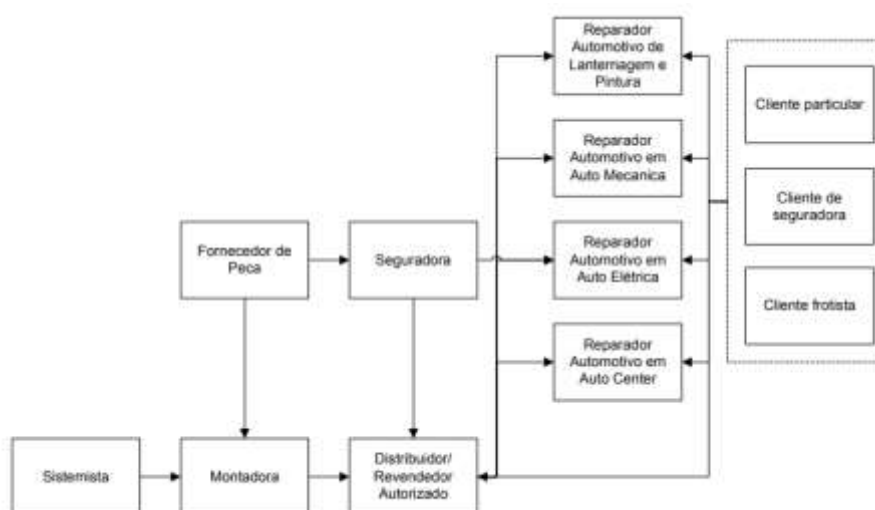 Reparador
Automotivo de
Lanternagem e
Pintura
Cliente particular
Reparador
Automotivo em
Auto Mecanica
Cliente de
seguradora
Fornecedor de
Peca
Seguradora
Reparador
Automotivo em
Auto Elétrica
Cliente frotista
Reparador
Automotivo em
Auto Center
Sistemista
Montadora
Distribuidor/
Revendedor
Autorizado